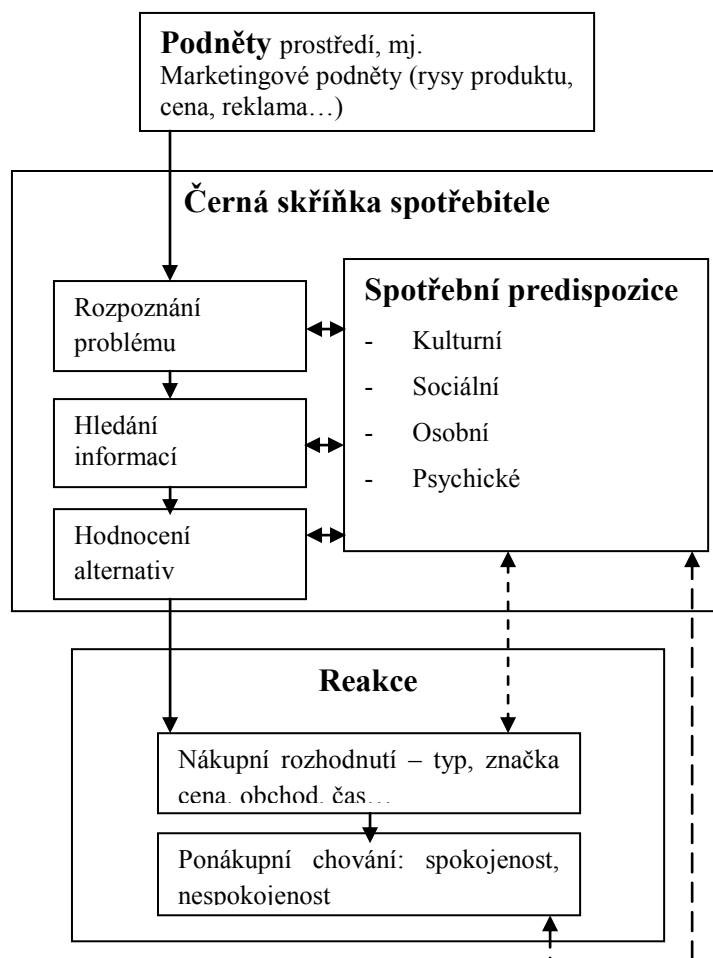 Podněty prostředí, mj.
Marketingové podněty (rysy produktu,
cena, reklama…)
Černá skříňka spotřebitele
Rozpoznání
problému
Hledání
informací
Hodnocení
alternativ
Spotřební predispozice
- Kulturní
- Sociální
- Osobní
- Psychické
Reakce
Nákupní rozhodnutí – typ, značka
cena, obchod, čas…
Ponákupní chování: spokojenost,
nespokojenost